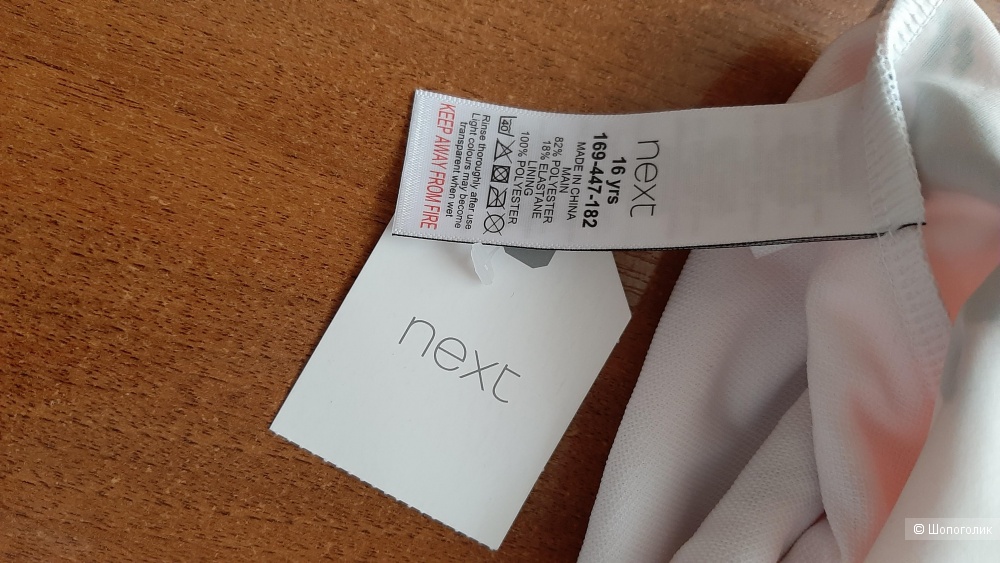 next
16 yrs
169-447-182
MADE IN CHINA
MAIN
82% POLYESTER
18% ELASTANE
LINING
100% POLYESTER
40
Rinse thoroughly after use
Light colours may become
transparent when wet
KEEP AWAY FROM FIRE
next
© Шопоголик